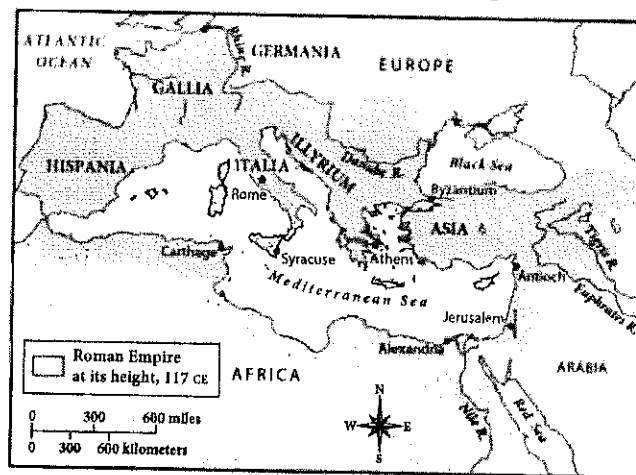 ATLANTIC
OCEAN
Rhine R.
GERMANIA
EUROPE
GALLIA
HISPANIA
ITALIA
Rome
ILLYRIUM
Danube R.
Black Sea
Byzantium
ASIA
Tigris R.
Carthage
Syracuse
Athens
Antioch
Euphrates R.
Mediterranean Sea
Jerusalem
Alexandria
Roman Empire
at its height, 117 CE
AFRICA
ARABIA
Nile R.
Red Sea
0 300 600 miles
0 300 600 kilometers
N
W E
S